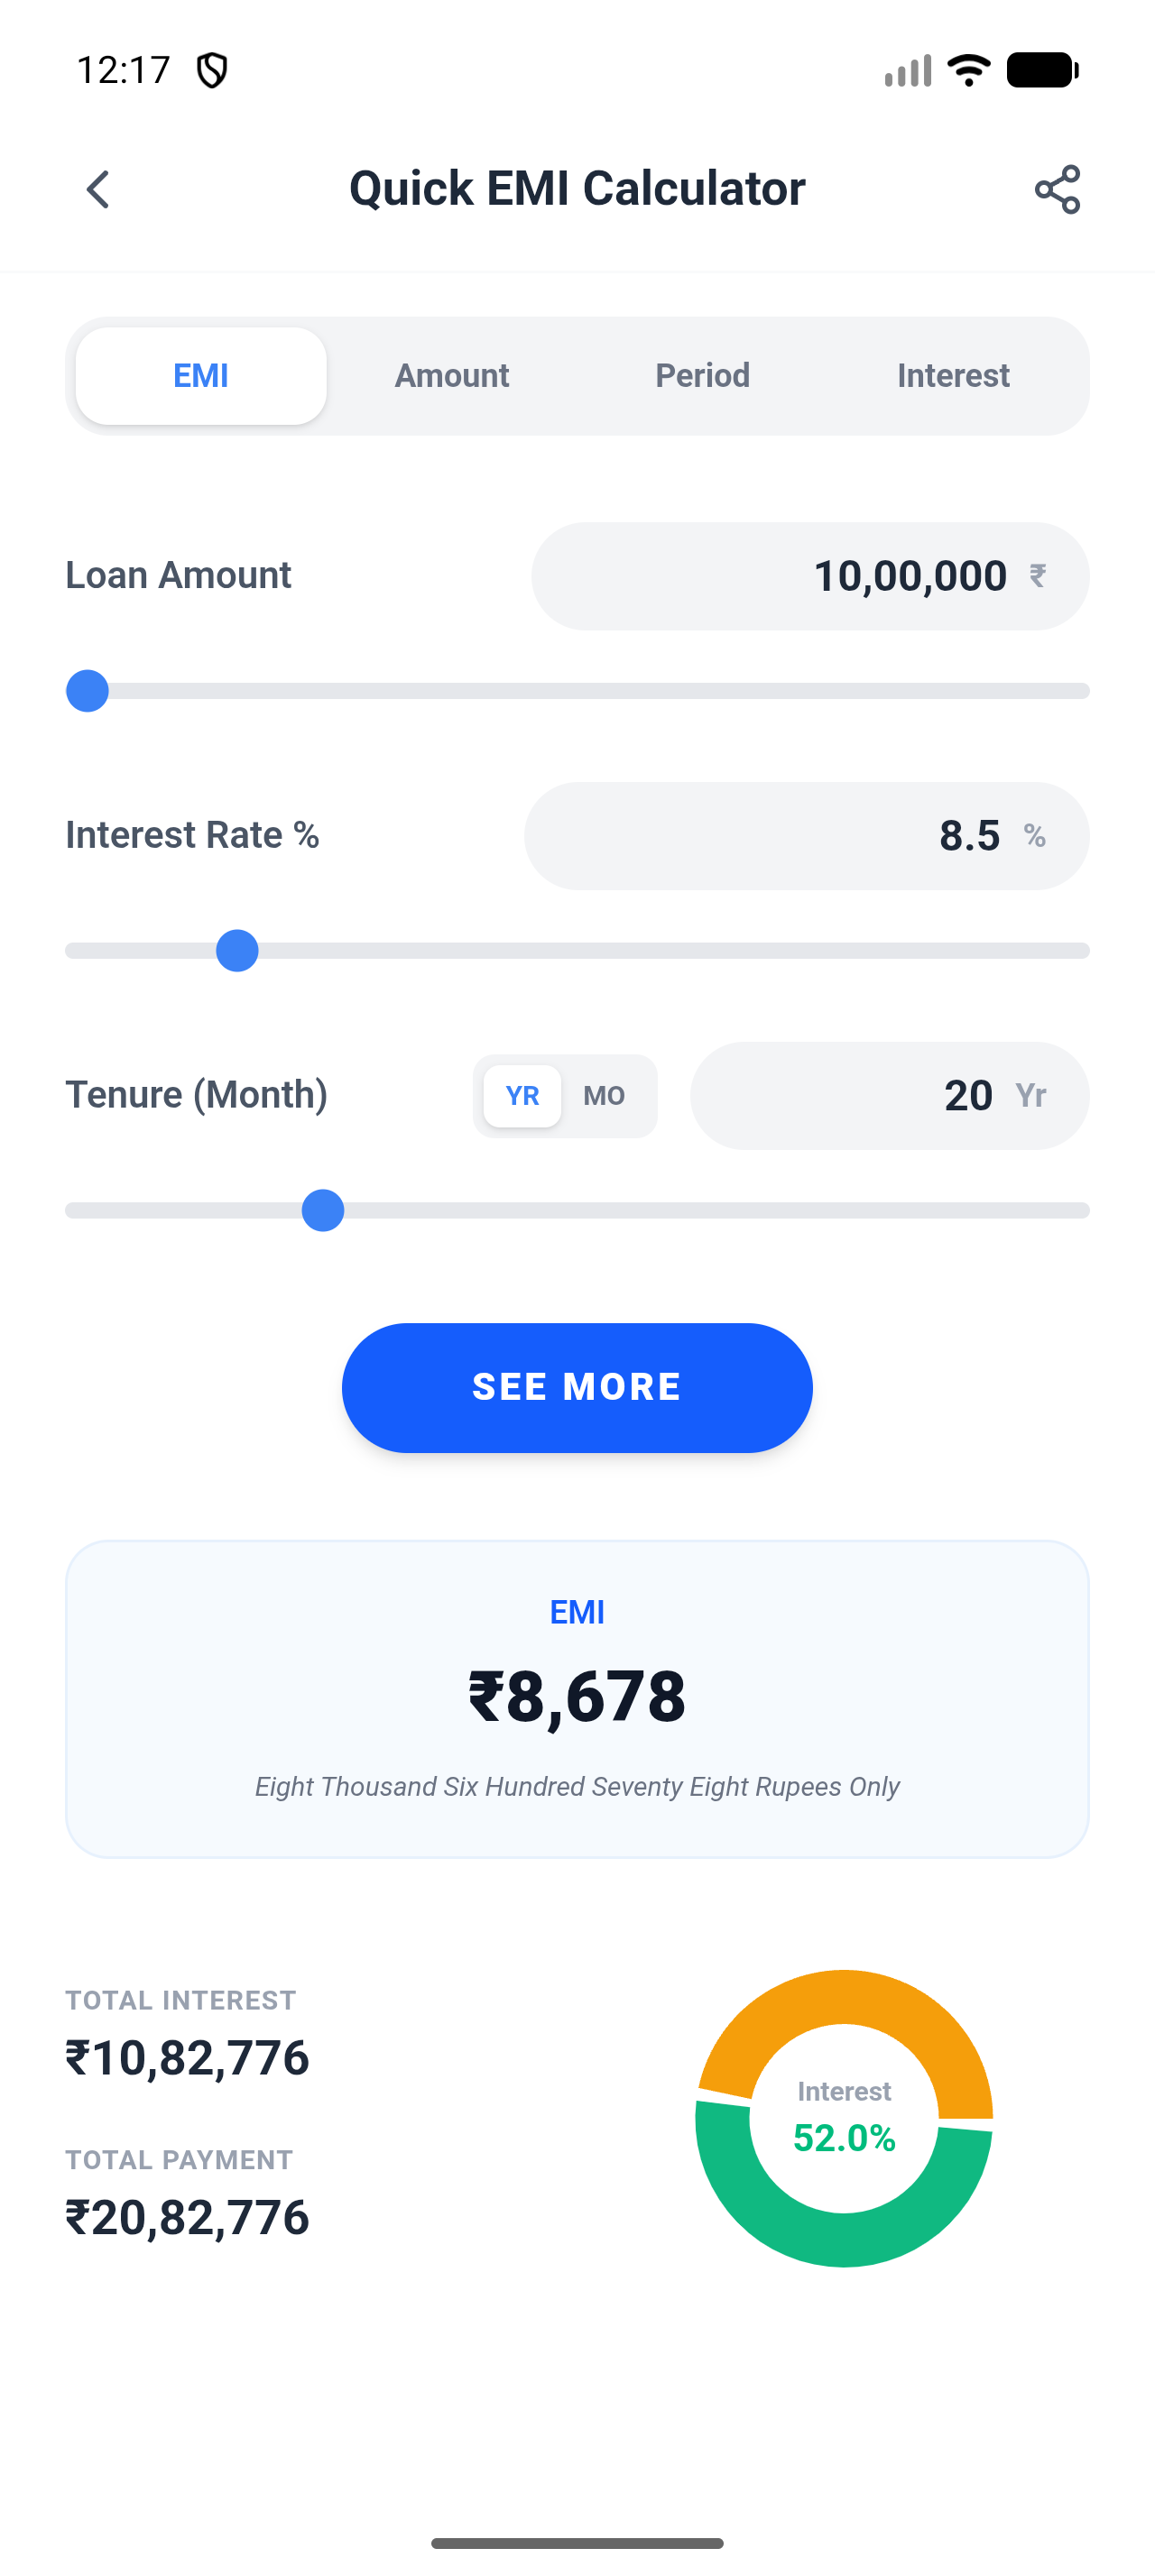 12:17
Quick EMI Calculator
EMI Amount Period Interest
Loan Amount 10,00,000 ₹
Interest Rate % 8.5 %
Tenure (Month) YR MO 20 Yr
SEE MORE
EMI
₹8,678
Eight Thousand Six Hundred Seventy Eight Rupees Only
TOTAL INTEREST
₹10,82,776
TOTAL PAYMENT
₹20,82,776
Interest
52.0%